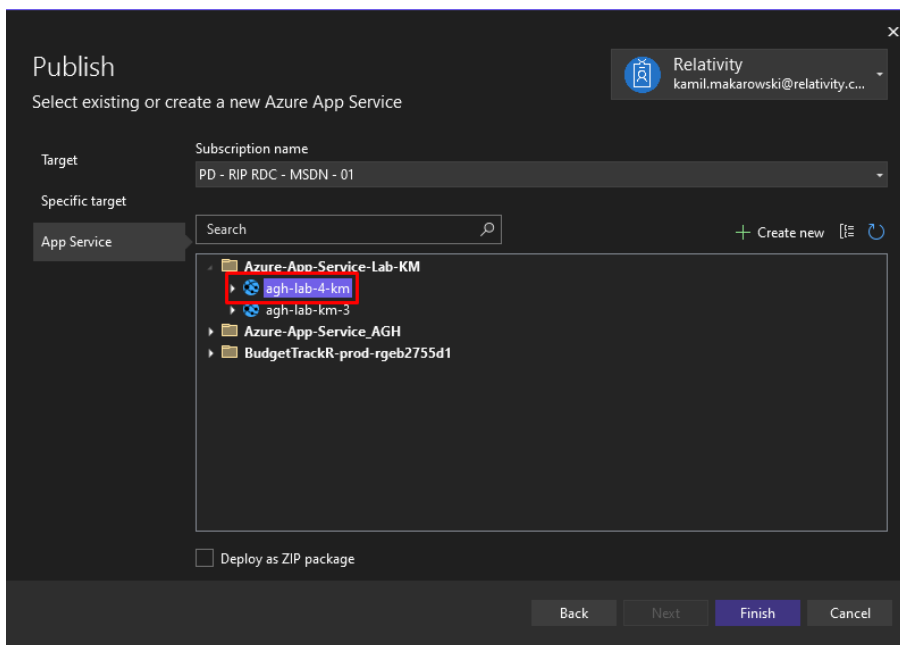 Publish
Select existing or create a new Azure App Service
Relativity
kamil.makarowski@relativity.c...
Target
Specific target
App Service
Subscription name
PD - RIP RDC - MSDN - 01
Search
Create new
Azure-App-Service-Lab-KM
agh-lab-4-km
agh-lab-km-3
Azure-App-Service_AGH
BudgetTrackR-prod-rgeb2755d1
Deploy as ZIP package
Back Next Finish Cancel